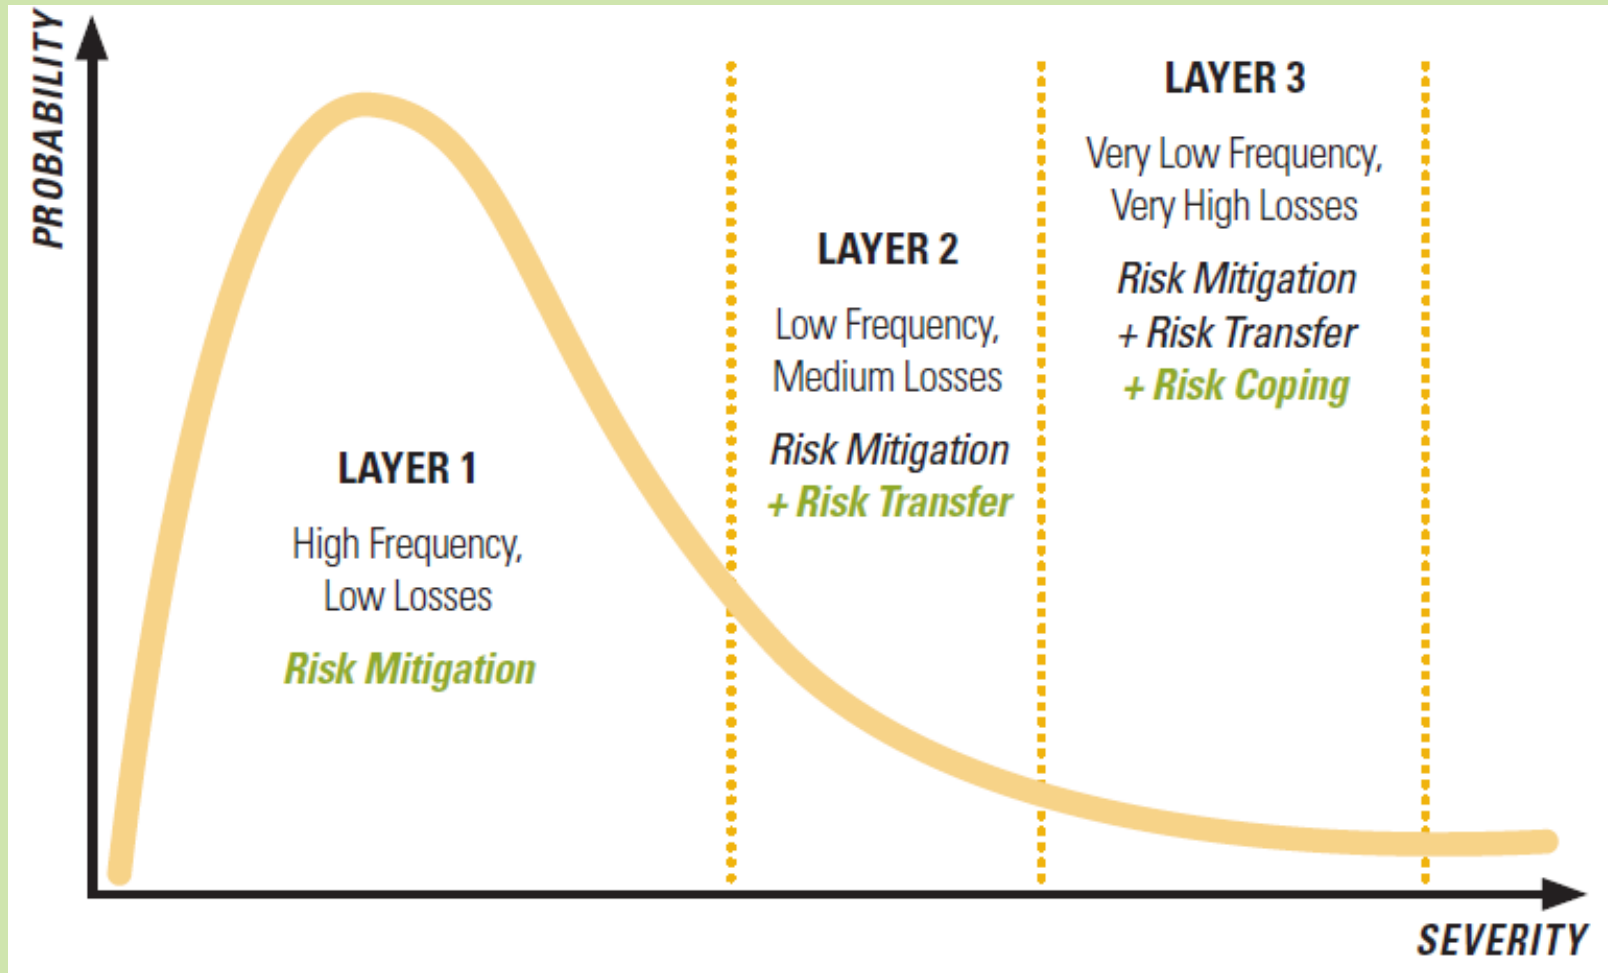 PROBABILITY
LAYER 1
High Frequency,
Low Losses
Risk Mitigation
LAYER 2
Low Frequency,
Medium Losses
Risk Mitigation
+ Risk Transfer
LAYER 3
Very Low Frequency,
Very High Losses
Risk Mitigation
+ Risk Transfer
+ Risk Coping
SEVERITY